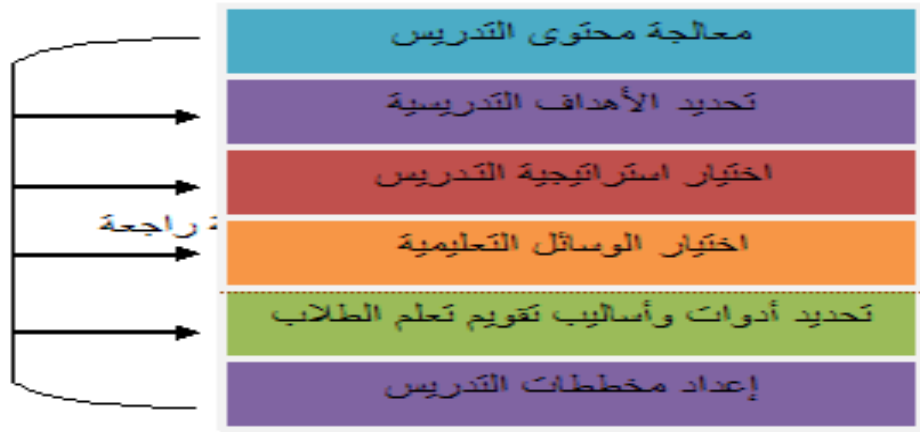 معالجة محتوى التدريس
تحديد الأهداف التدريسية
اختيار استراتيجية التدريس
راجعة
اختيار الوسائل التعليمية
تحديد أدوات وأساليب تقويم تعلم الطلاب
إعداد مخططات التدريس